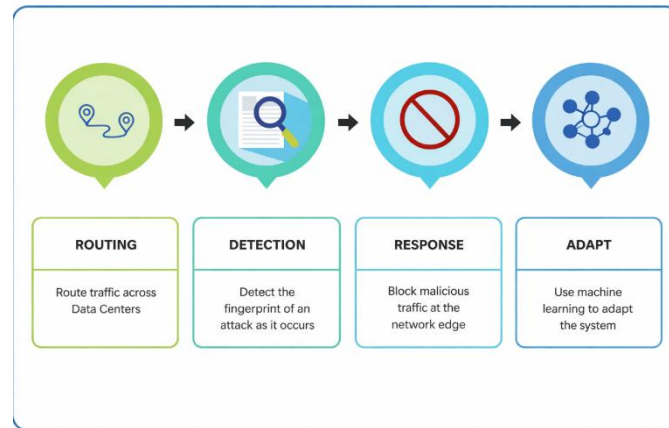 ROUTING
Route traffic across
Data Centers
DETECTION
Detect the
fingerprint of an
attack as it occurs
RESPONSE
Block malicious
traffic at the
network edge
ADAPT
Use machine
learning to adapt
the system